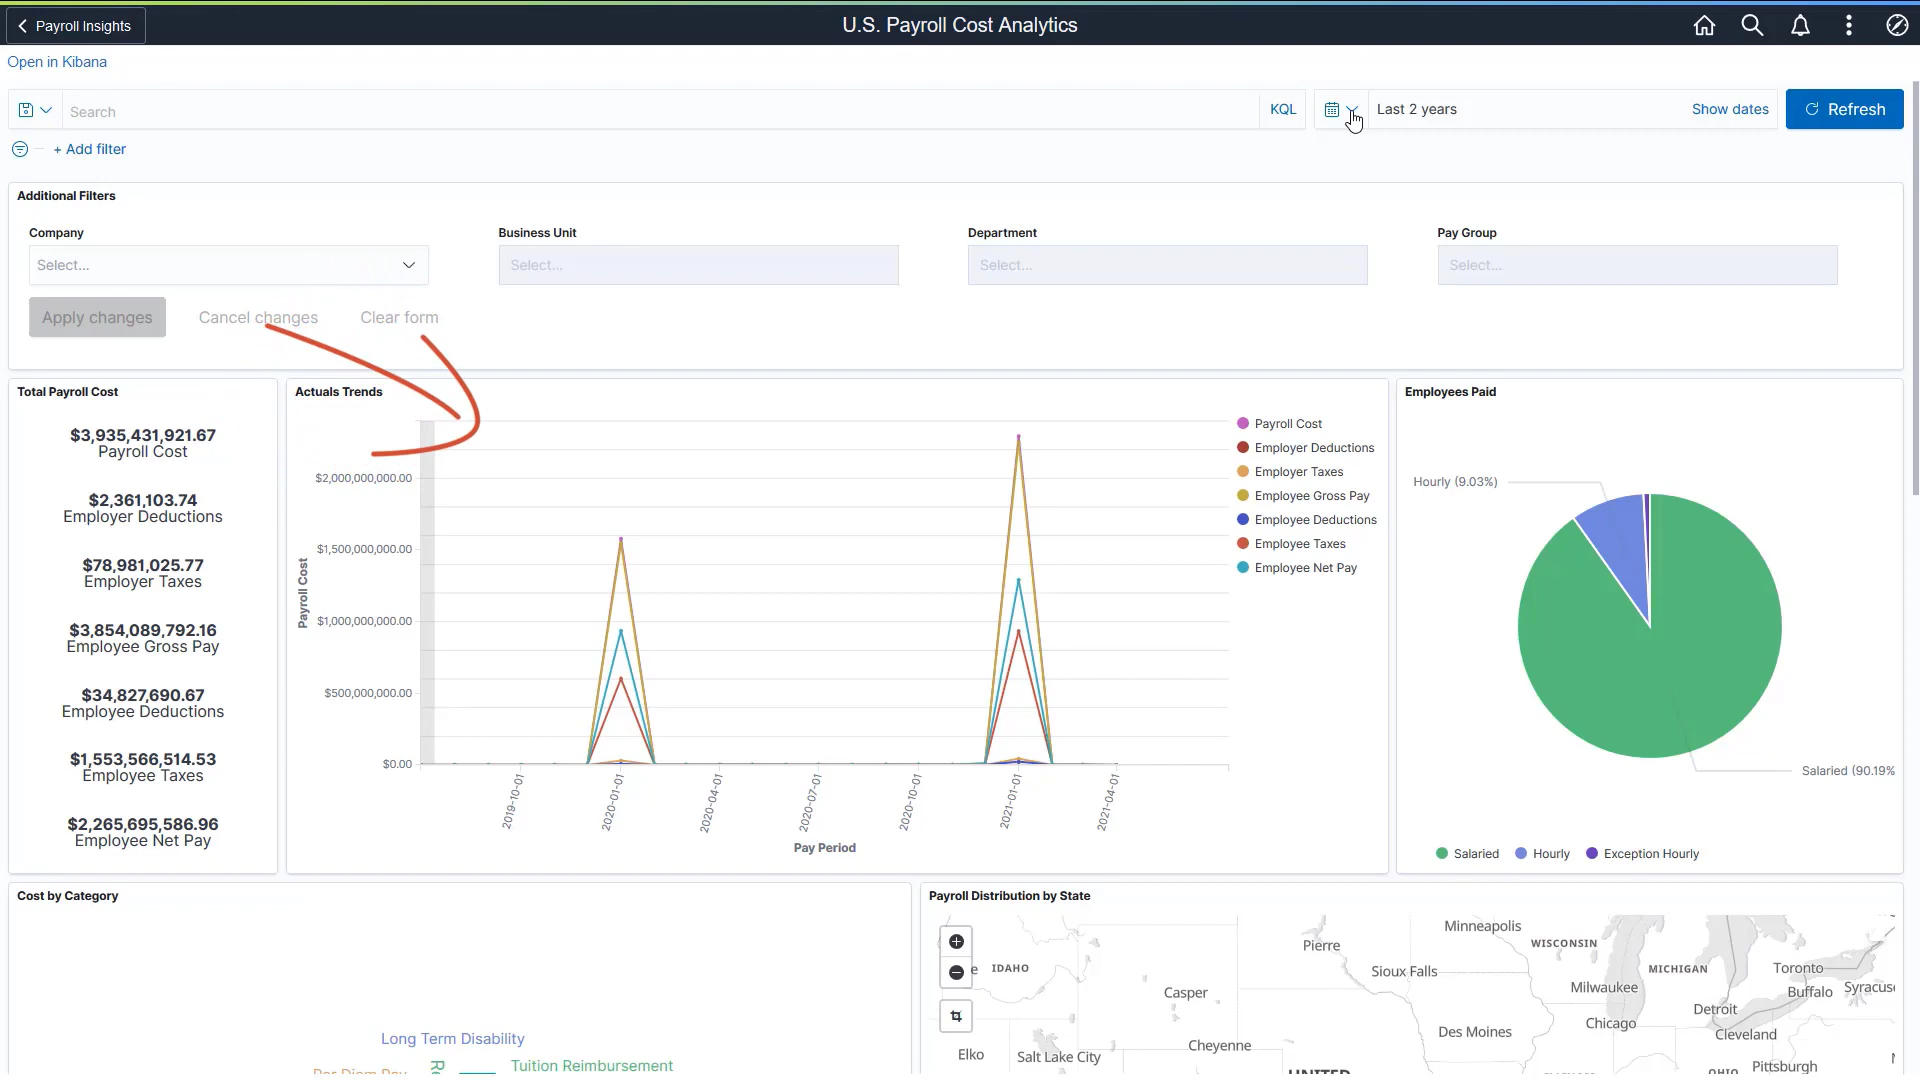 Payroll Insights
U.S. Payroll Cost Analytics
Open in Kibana
Search
KQL
Last 2 years
Show dates
Refresh
+ Add filter
Additional Filters
Company
Business Unit
Department
Pay Group
Select...
Select...
Select...
Select...
Apply changes
Cancel changes
Clear form
Total Payroll Cost
$3,935,431,921.67
Payroll Cost
$2,361,103.74
Employer Deductions
$78,981,025.77
Employer Taxes
$3,854,089,792.16
Employee Gross Pay
$34,827,690.67
Employee Deductions
$1,553,566,514.53
Employee Taxes
$2,265,695,586.96
Employee Net Pay
Actuals Trends
Payroll Cost
$2,000,000,000.00
$1,500,000,000.00
$1,000,000,000.00
$500,000,000.00
$0.00
2019-10-01
2020-01-01
2020-04-01
2020-07-01
2020-10-01
2021-01-01
2021-04-01
Pay Period
Payroll Cost
Employer Deductions
Employer Taxes
Employee Gross Pay
Employee Deductions
Employee Taxes
Employee Net Pay
Employees Paid
Hourly (9.03%)
Salaried (90.19%
Salaried
Hourly
Exception Hourly
Cost by Category
Long Term Disability
Tuition Reimbursement
Per Diem Pay
Re
Payroll Distribution by State
e
IDAHO
Pierre
Minneapolis
WISCONSIN
Sioux Falls
MICHIGAN
Toronto
Casper
Milwaukee
Buffalo
Syracus
Detroit
Chicago
Des Moines
Cleveland
Cheyenne
Elko
Salt Lake City
Pittsburgh
OHIO
UNITED